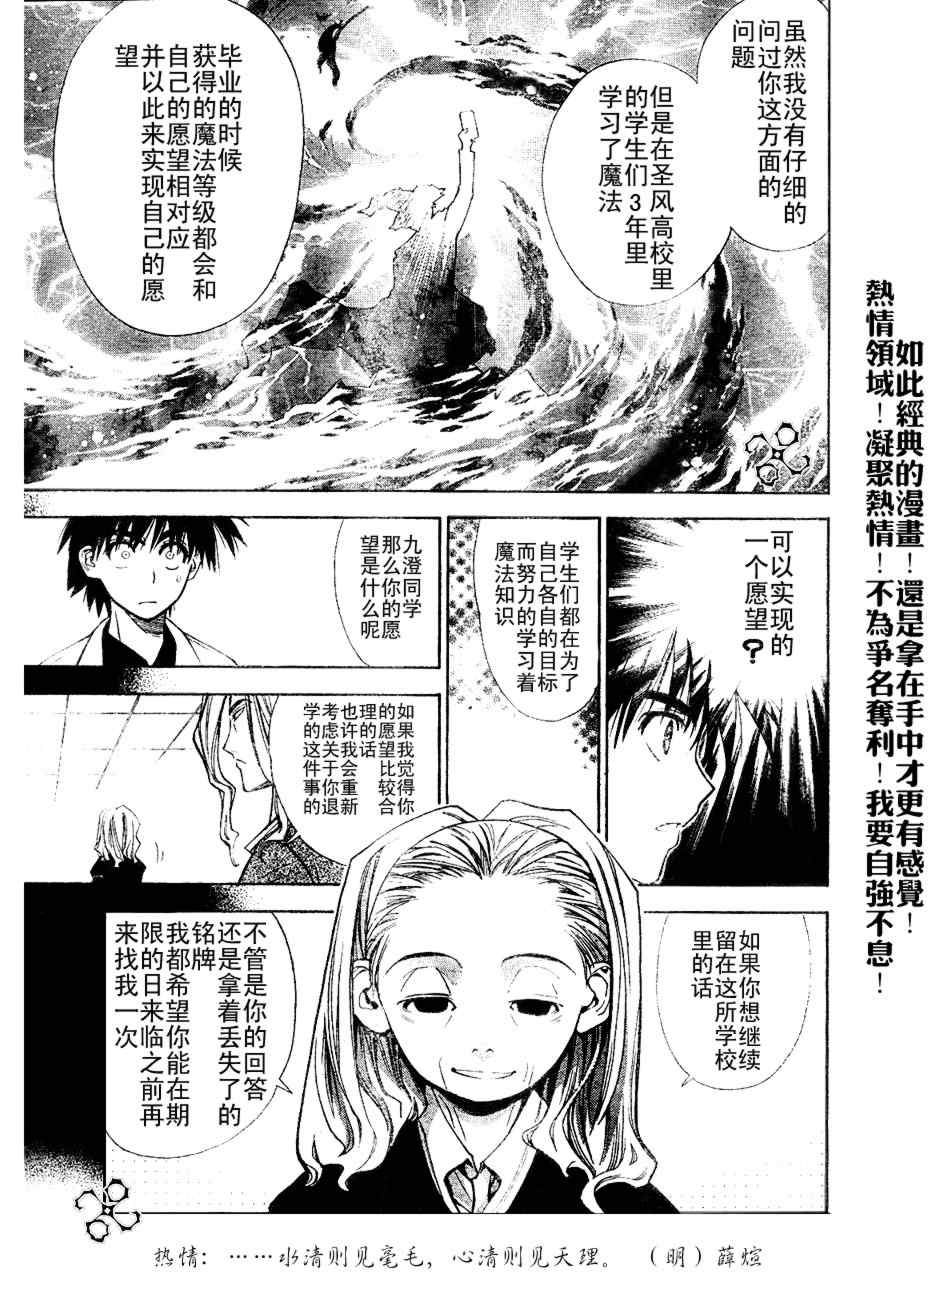 虽然我没有仔细的
问过你这方面的
问题
但是在圣风高校里
的学生们3年里
学习了魔法
毕业的时候
获得的魔法等级都会和
自己的愿望相对应
并以此来实现自己的愿
望
可以实现的
一个愿望?
学生们都在为了
自己各自的目标
而努力的学习着
魔法知识
九澄同学
那么你的愿
望是什么呢
如果我觉得你
的愿望比较合
理的话
也许我会重新
考虑关于你退
学的这件事的
如果你想继续
留在这所学校
里的话
不管是你的回答
还是拿着丢失了的
铭牌
我都希望你能在期
限的日来临之前再
来找我一次
如此經典的漫畫!還是拿在手中才更有感覺!
熱情領域!凝聚熱情!不為爭名奪利!我要自強不息!
热情:……水清则见毫毛，心清则见天理。 （明）薛煊